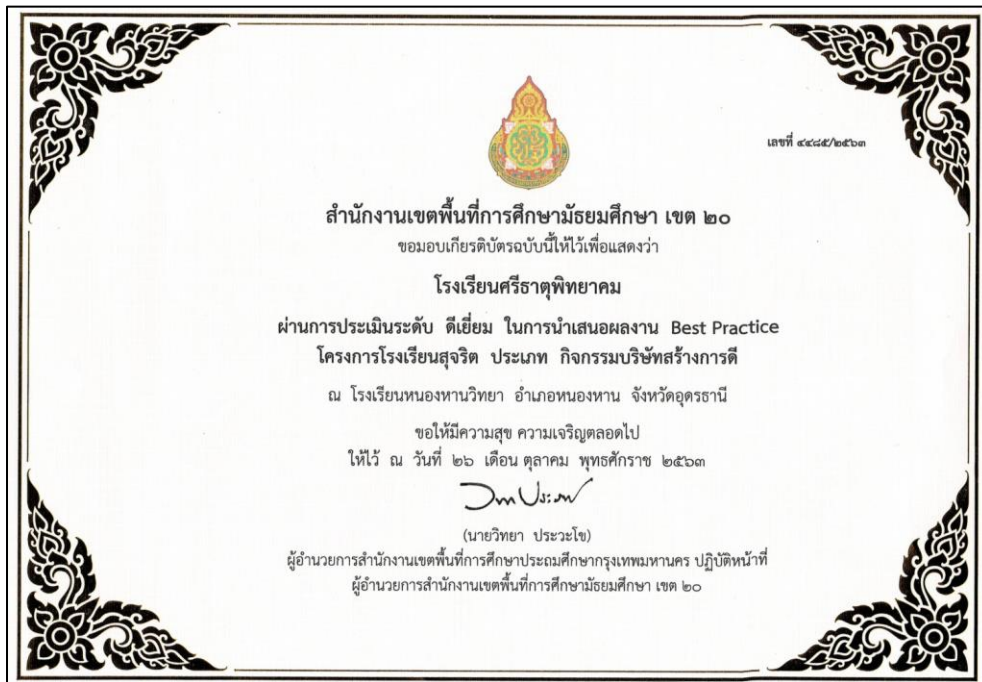 เลขที่ ๔๔๘๕/๒๕๖๓
สำนักงานเขตพื้นที่การศึกษามัธยมศึกษา เขต ๒๐
ขอมอบเกียรติบัตรฉบับนี้ให้ไว้เพื่อแสดงว่า
โรงเรียนศรีธาตุพิทยาคม
ผ่านการประเมินระดับ ดีเยี่ยม ในการนำเสนอผลงาน Best Practice
โครงการโรงเรียนสุจริต ประเภท กิจกรรมบริษัทสร้างการดี
ณ โรงเรียนหนองหานวิทยา อำเภอหนองหาน จังหวัดอุดรธานี
ขอให้มีความสุข ความเจริญตลอดไป
ให้ไว้ ณ วันที่ ๒๖ เดือน ตุลาคม พุทธศักราช ๒๕๖๓
(นายวิทยา ประวะโข)
ผู้อำนวยการสำนักงานเขตพื้นที่การศึกษาประถมศึกษากรุงเทพมหานคร ปฏิบัติหน้าที่
ผู้อำนวยการสำนักงานเขตพื้นที่การศึกษามัธยมศึกษา เขต ๒๐